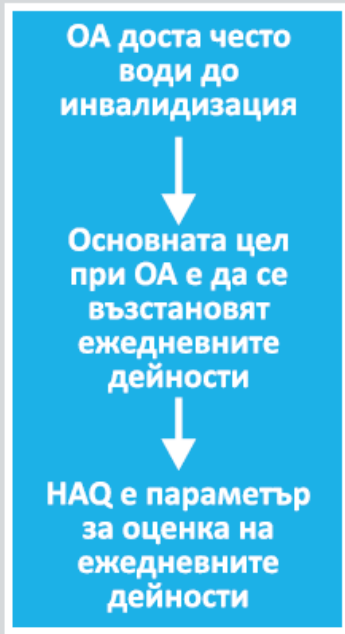 ОА доста често
води до
инвалидизация
Основната цел
при ОА е да се
възстановят
ежедневните
дейности
HAQ е параметър
за оценка на
ежедневните
дейности